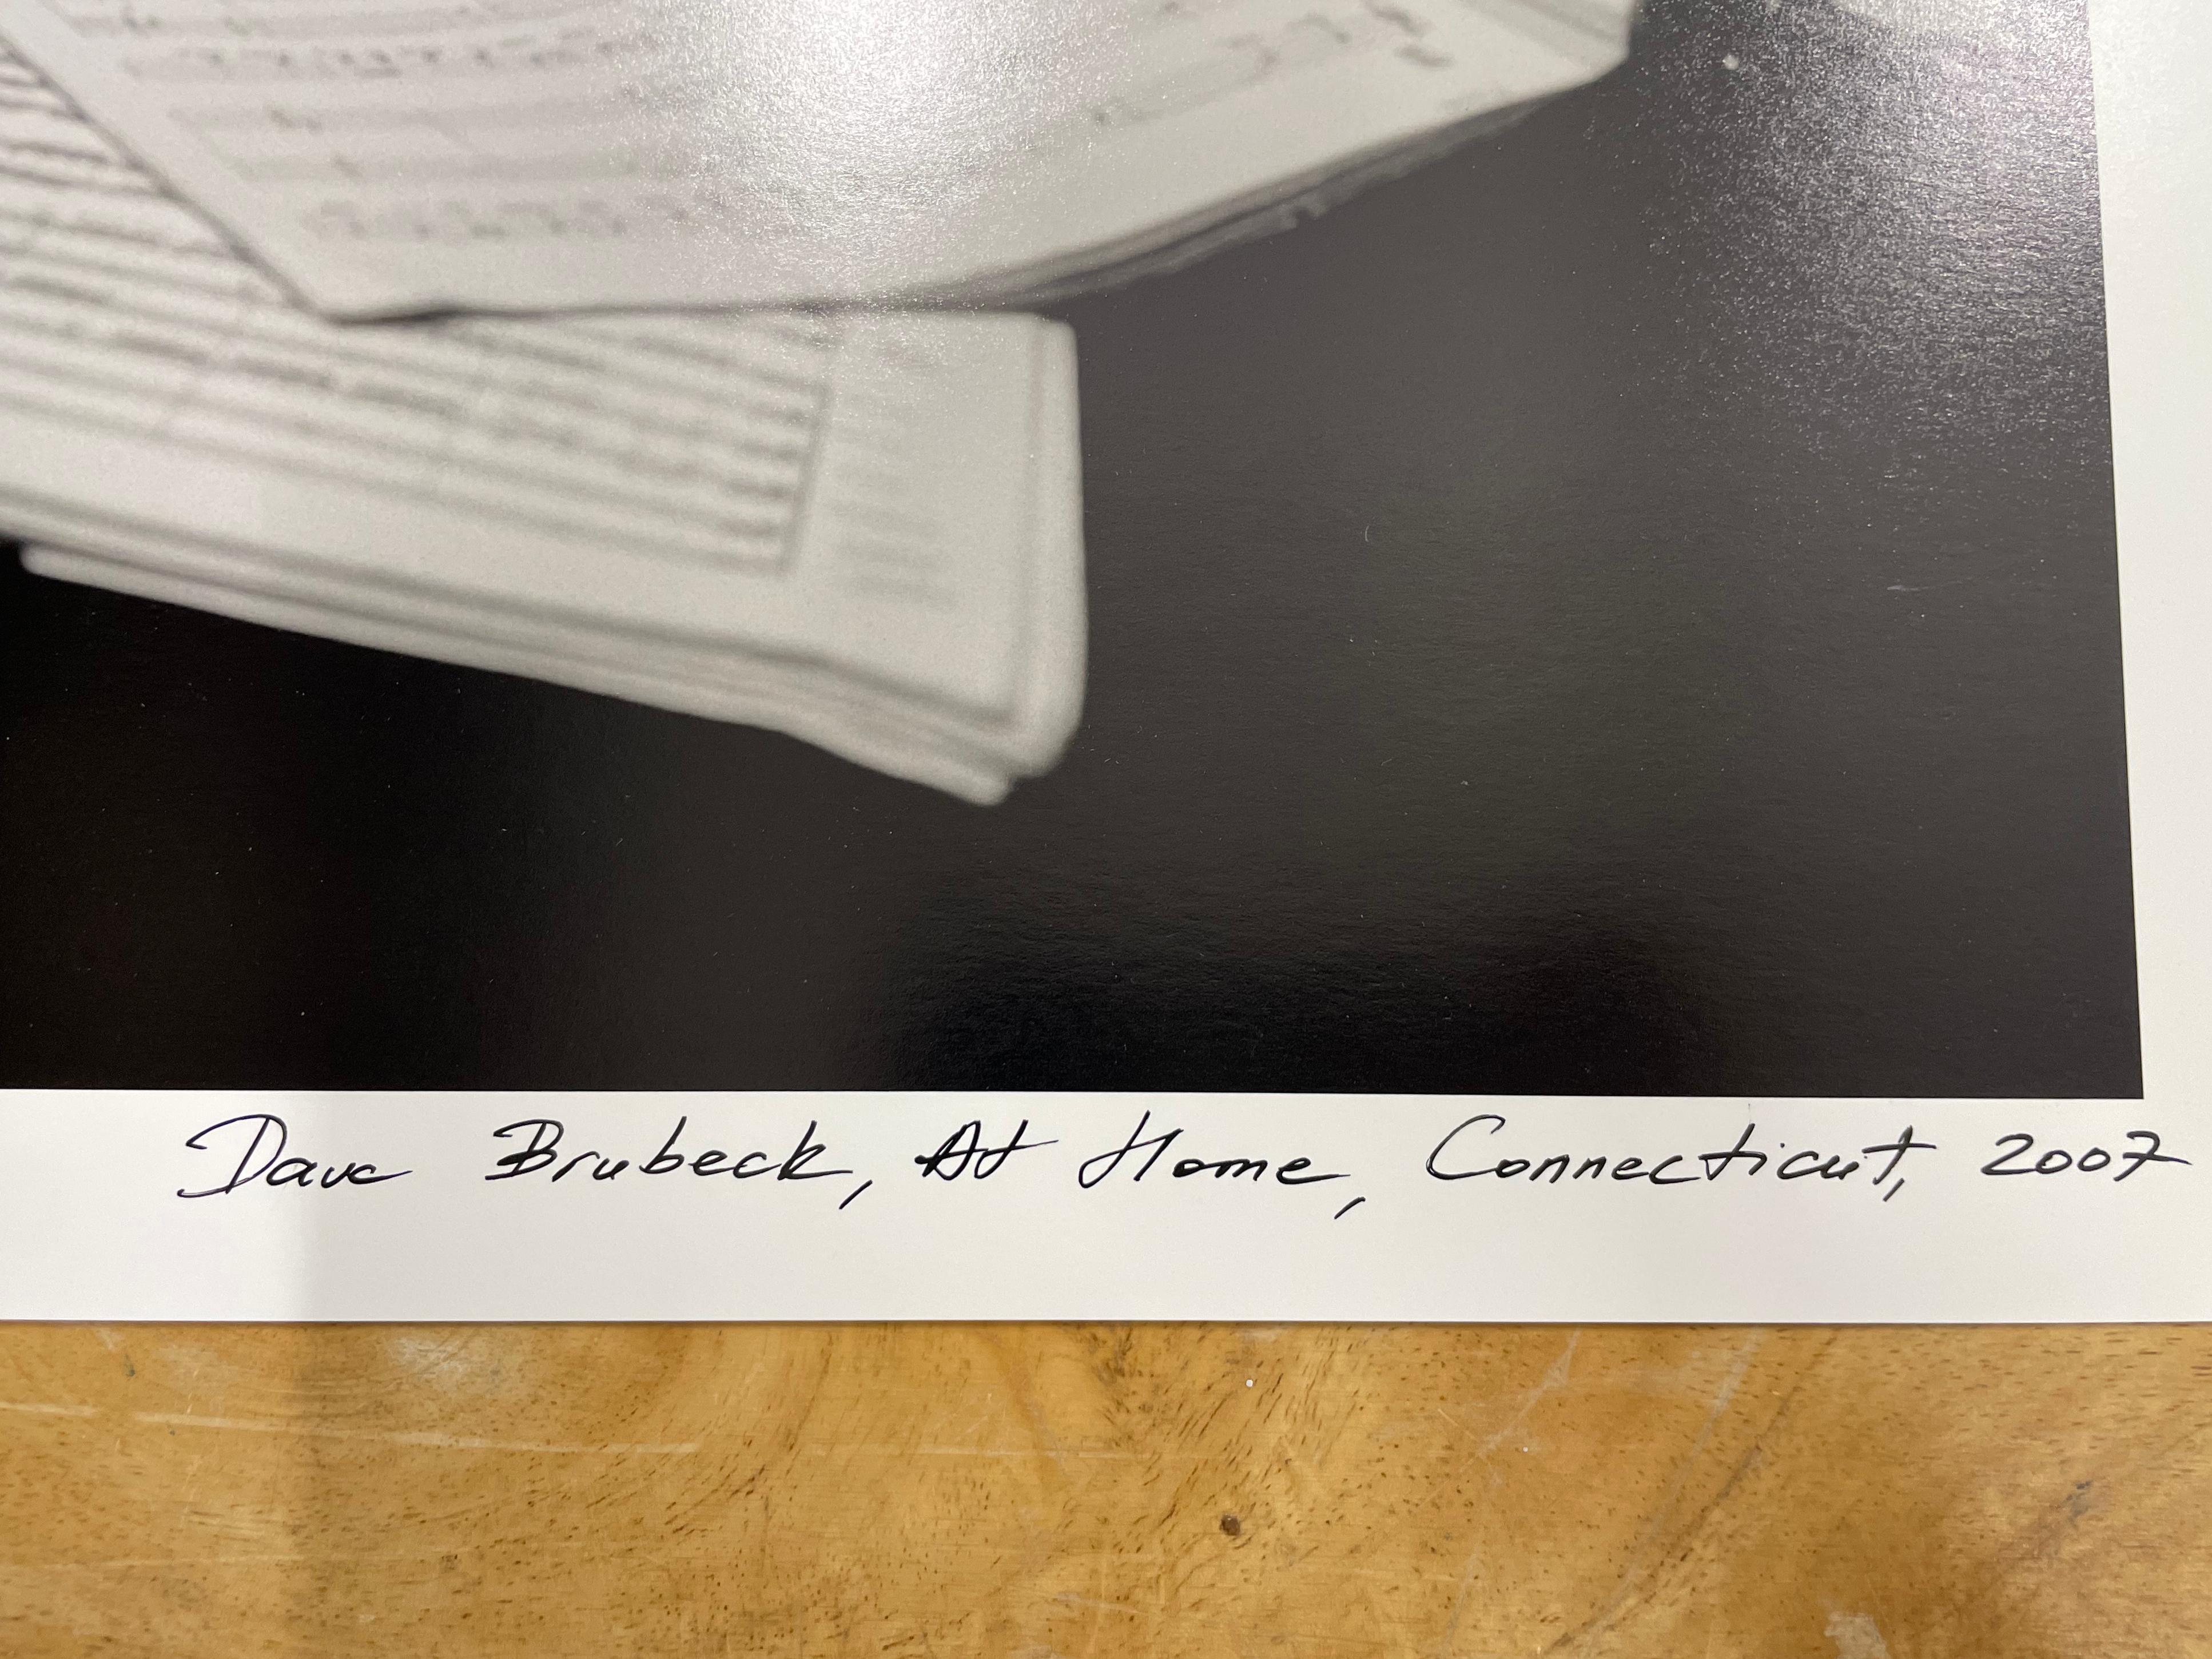 Dave Brubeck, At Home, Connecticut, 2007